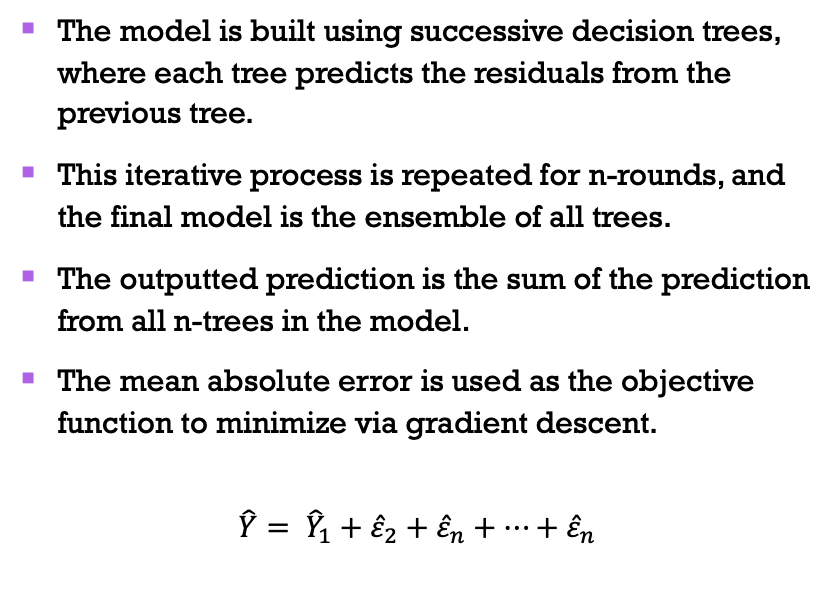 ▪ The model is built using successive decision trees,
where each tree predicts the residuals from the
previous tree.
▪ This iterative process is repeated for n-rounds, and
the final model is the ensemble of all trees.
▪ The outputted prediction is the sum of the prediction
from all n-trees in the model.
▪ The mean absolute error is used as the objective
function to minimize via gradient descent.
Ŷ = Ŷ₁ + ε̂₂ + ε̂ₙ + ⋯ + ε̂ₙ